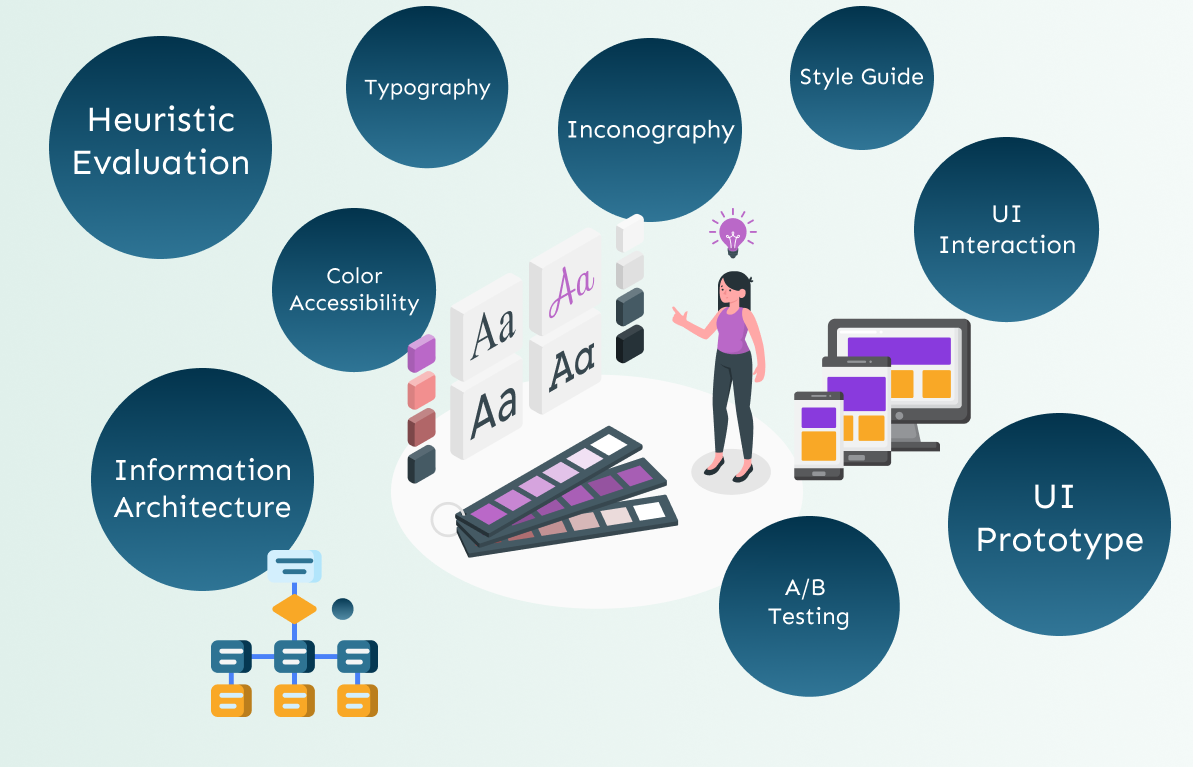 Typography
Style Guide
Heuristic
Evaluation
Inconography
UI
Interaction
Color
Accessibility
Aa
Aa
Aa
Aa
Information
Architecture
UI
Prototype
A/B
Testing